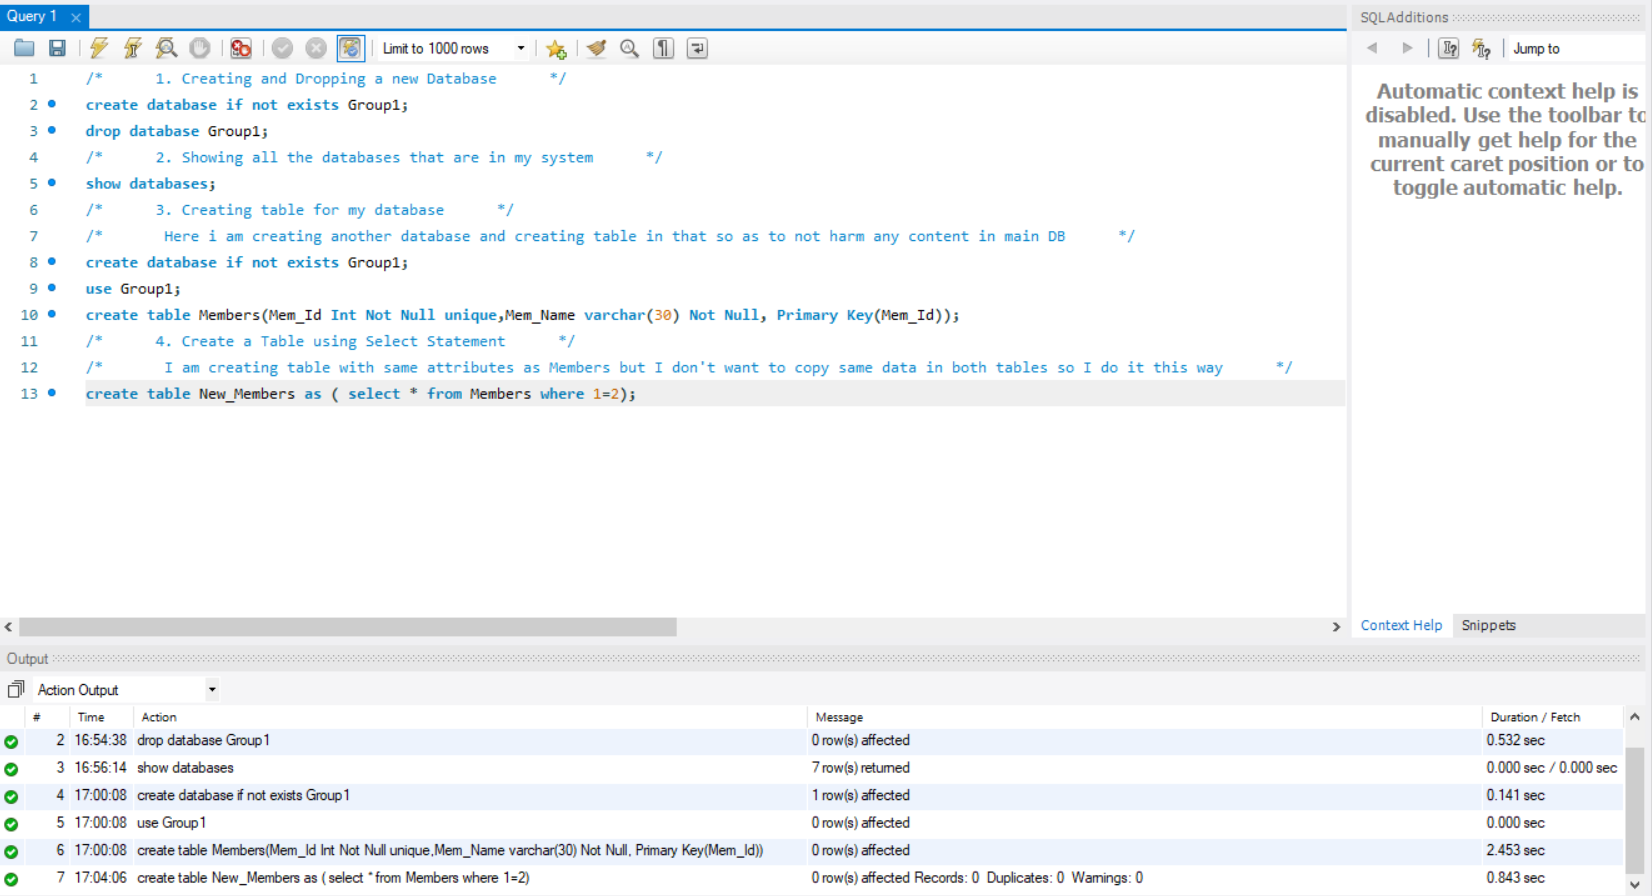 Query 1
SQLAdditions
Limit to 1000 rows
Jump to
1 /* 1. Creating and Dropping a new Database */
2 create database if not exists Group1;
3 drop database Group1;
4 /* 2. Showing all the databases that are in my system */
5 show databases;
6 /* 3. Creating table for my database */
7 /* Here i am creating another database and creating table in that so as to not harm any content in main DB */
8 create database if not exists Group1;
9 use Group1;
10 create table Members(Mem_Id Int Not Null unique,Mem_Name varchar(30) Not Null, Primary Key(Mem_Id));
11 /* 4. Create a Table using Select Statement */
12 /* I am creating table with same attributes as Members but I don't want to copy same data in both tables so I do it this way */
13 create table New_Members as ( select * from Members where 1=2);
Automatic context help is
disabled. Use the toolbar to
manually get help for the
current caret position or to
toggle automatic help.
Context Help Snippets
Output
Action Output
# Time Action Message Duration / Fetch
2 16:54:38 drop database Group1 0 row(s) affected 0.532 sec
3 16:56:14 show databases 7 row(s) returned 0.000 sec / 0.000 sec
4 17:00:08 create database if not exists Group1 1 row(s) affected 0.141 sec
5 17:00:08 use Group1 0 row(s) affected 0.000 sec
6 17:00:08 create table Members(Mem_Id Int Not Null unique,Mem_Name varchar(30) Not Null, Primary Key(Mem_Id)) 0 row(s) affected 2.453 sec
7 17:04:06 create table New_Members as ( select * from Members where 1=2) 0 row(s) affected Records: 0 Duplicates: 0 Warnings: 0 0.843 sec